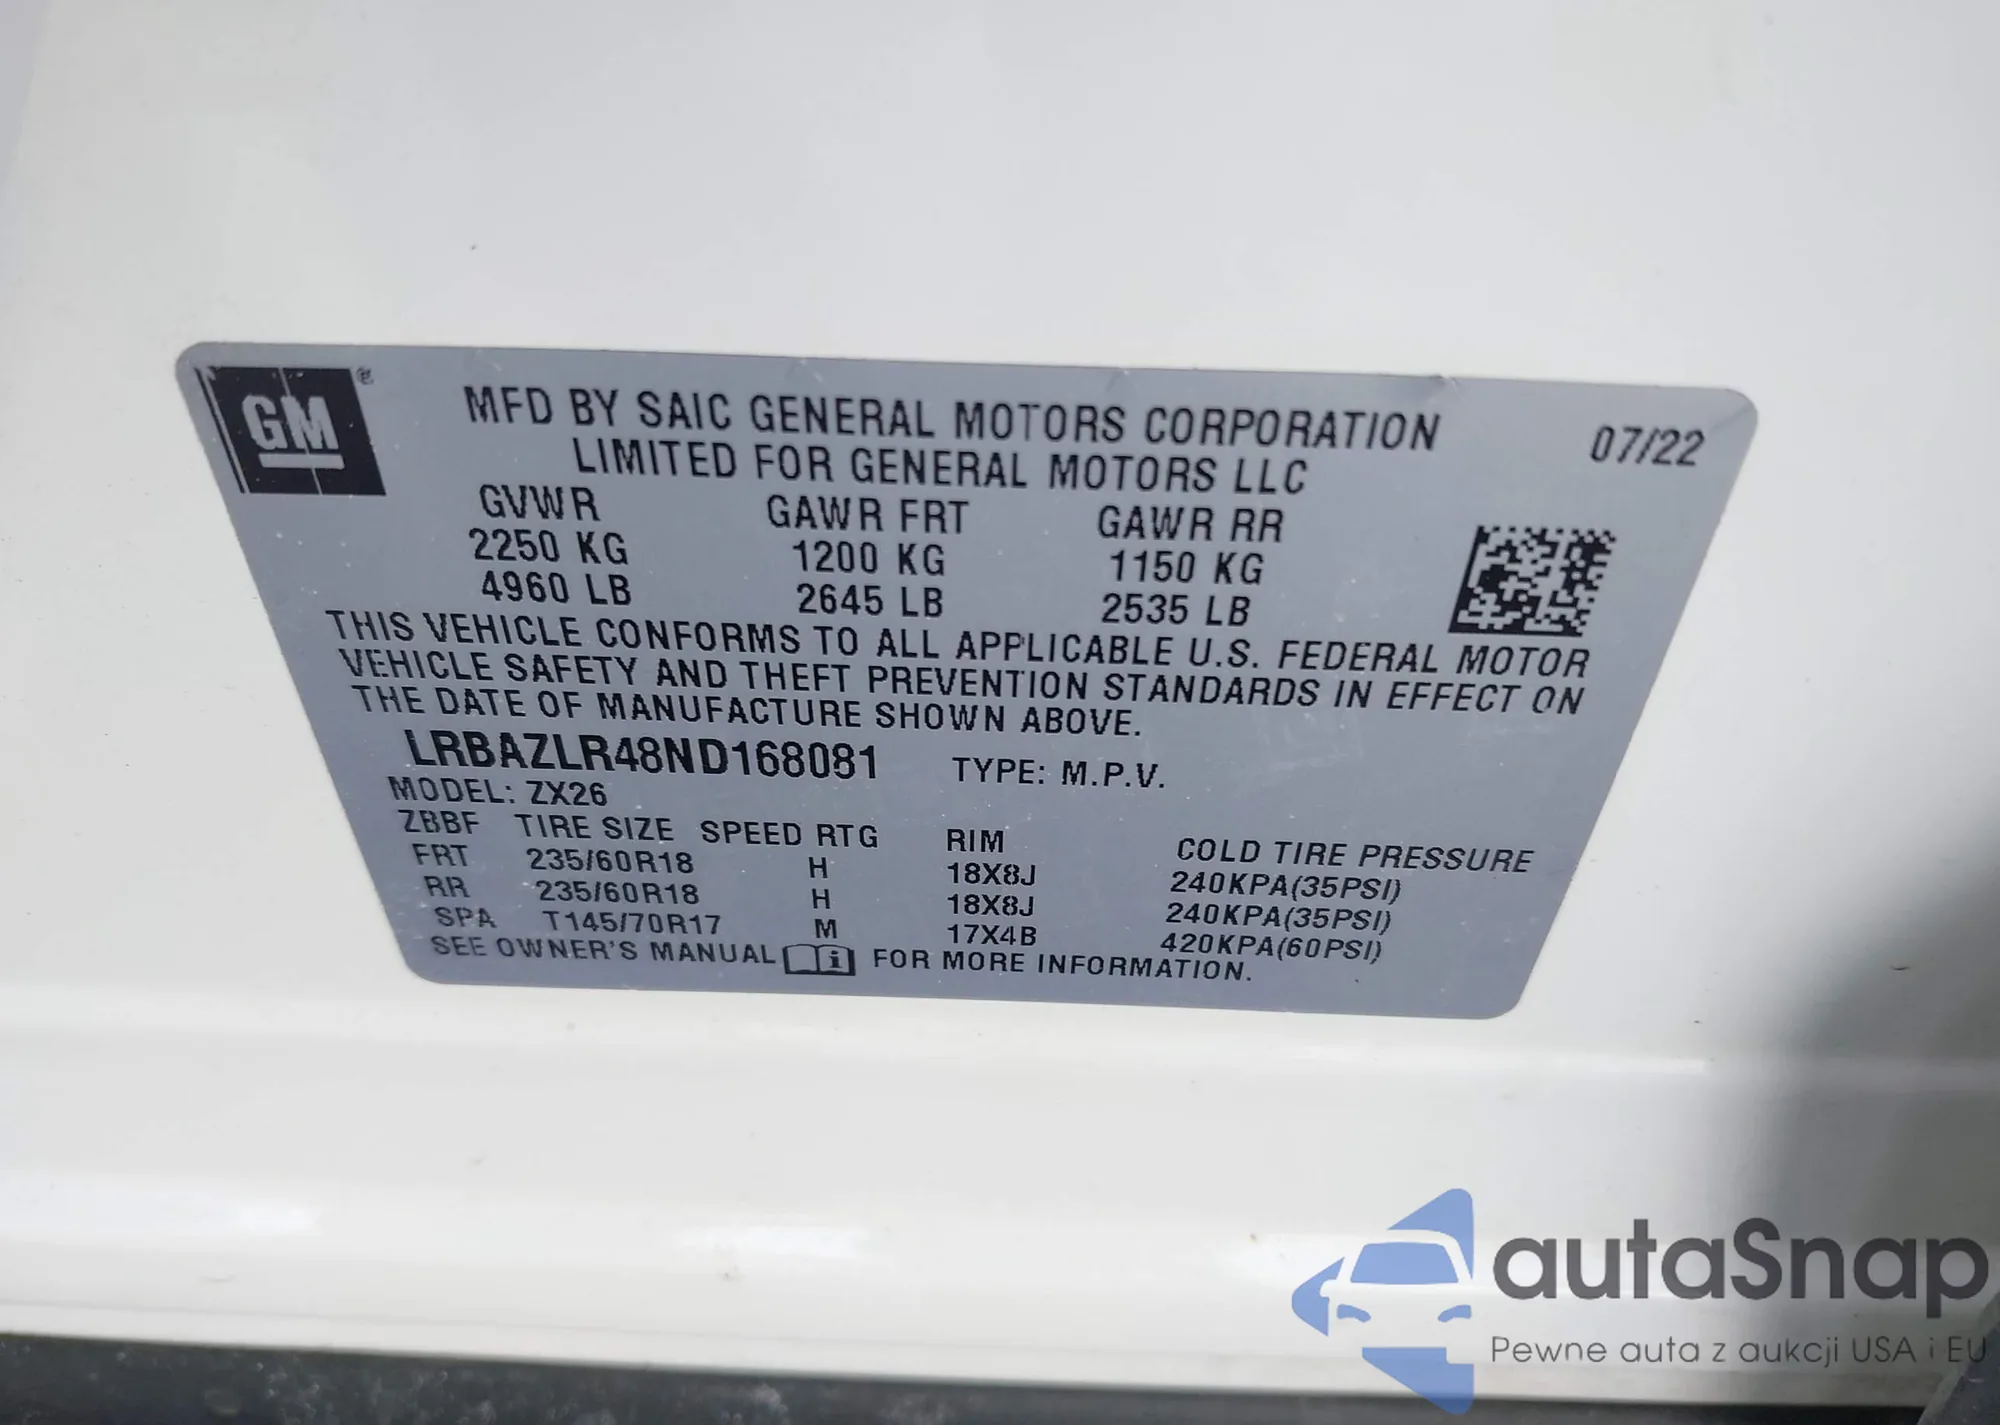 GM ®
MFD BY SAIC GENERAL MOTORS CORPORATION 07/22
LIMITED FOR GENERAL MOTORS LLC
GVWR GAWR FRT GAWR RR
2250 KG 1200 KG 1150 KG
4960 LB 2645 LB 2535 LB
THIS VEHICLE CONFORMS TO ALL APPLICABLE U.S. FEDERAL MOTOR
VEHICLE SAFETY AND THEFT PREVENTION STANDARDS IN EFFECT ON
THE DATE OF MANUFACTURE SHOWN ABOVE.
LRBAZLR48ND168081 TYPE: M.P.V.
MODEL: ZX26
ZBBF TIRE SIZE SPEED RTG RIM COLD TIRE PRESSURE
FRT 235/60R18 H 18X8J 240KPA(35PSI)
RR 235/60R18 H 18X8J 240KPA(35PSI)
SPA T145/70R17 M 17X4B 420KPA(60PSI)
SEE OWNER'S MANUAL i FOR MORE INFORMATION.
autaSnap
Pewne auta z aukcji USA i EU